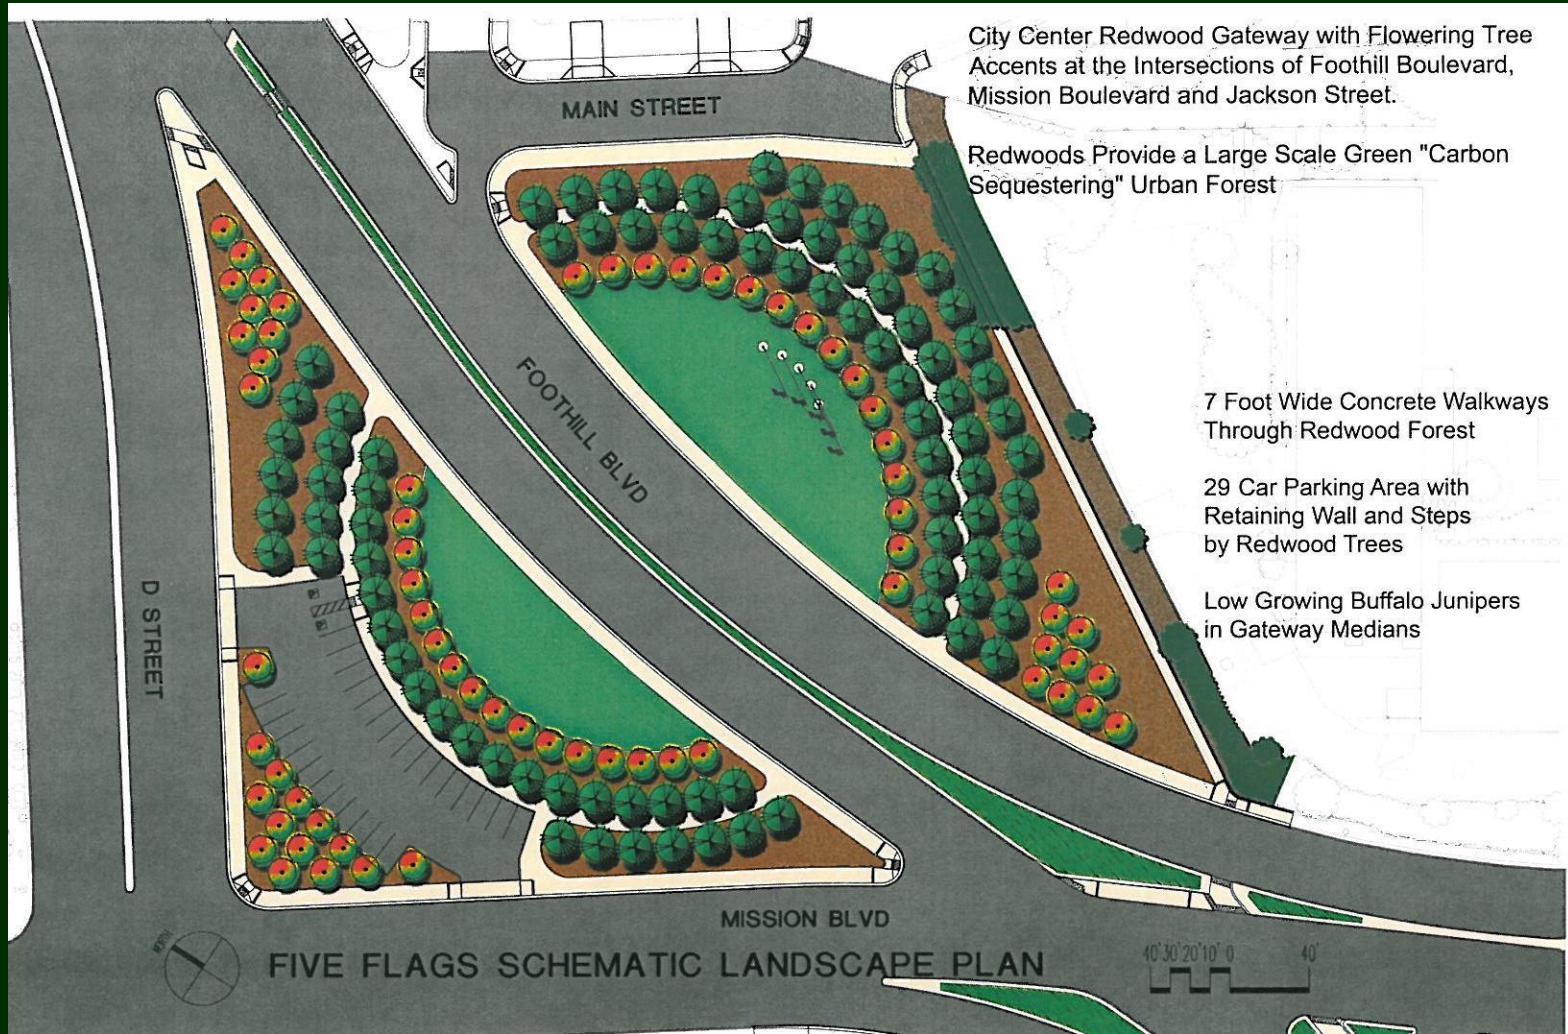 City Center Redwood Gateway with Flowering Tree
Accents at the Intersections of Foothill Boulevard,
Mission Boulevard and Jackson Street.
Redwoods Provide a Large Scale Green "Carbon
Sequestering" Urban Forest
MAIN STREET
FOOTHILL BLVD
7 Foot Wide Concrete Walkways
Through Redwood Forest
29 Car Parking Area with
Retaining Wall and Steps
by Redwood Trees
Low Growing Buffalo Junipers
in Gateway Medians
D STREET
MISSION BLVD
NORTH
FIVE FLAGS SCHEMATIC LANDSCAPE PLAN
40' 30' 20' 10' 0 40'